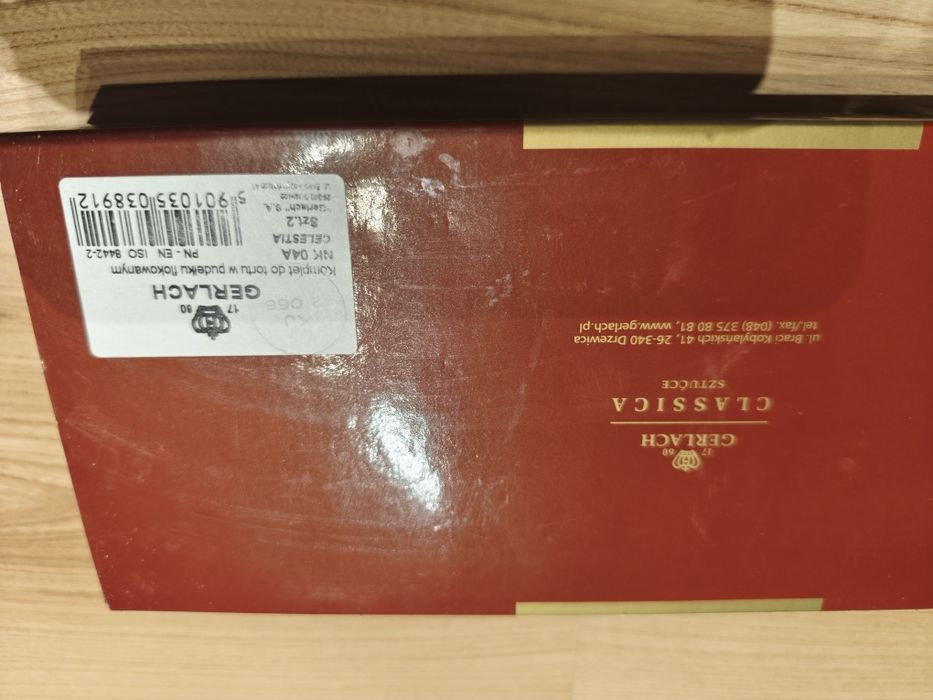 17 60
GERLACH
CLASSICA
SZTUĆCE
ul. Braci Kobylańskich 41, 26-340 Drzewica
tel./fax. (048) 375 80 81, www.gerlach.pl
17 60
GERLACH
Komplet do tortu w pudełku flokowanym
NK 04A PN - EN ISO 8442-2
CELESTIA
Szt.2
"Gerlach" S.A.
5 901035 038912